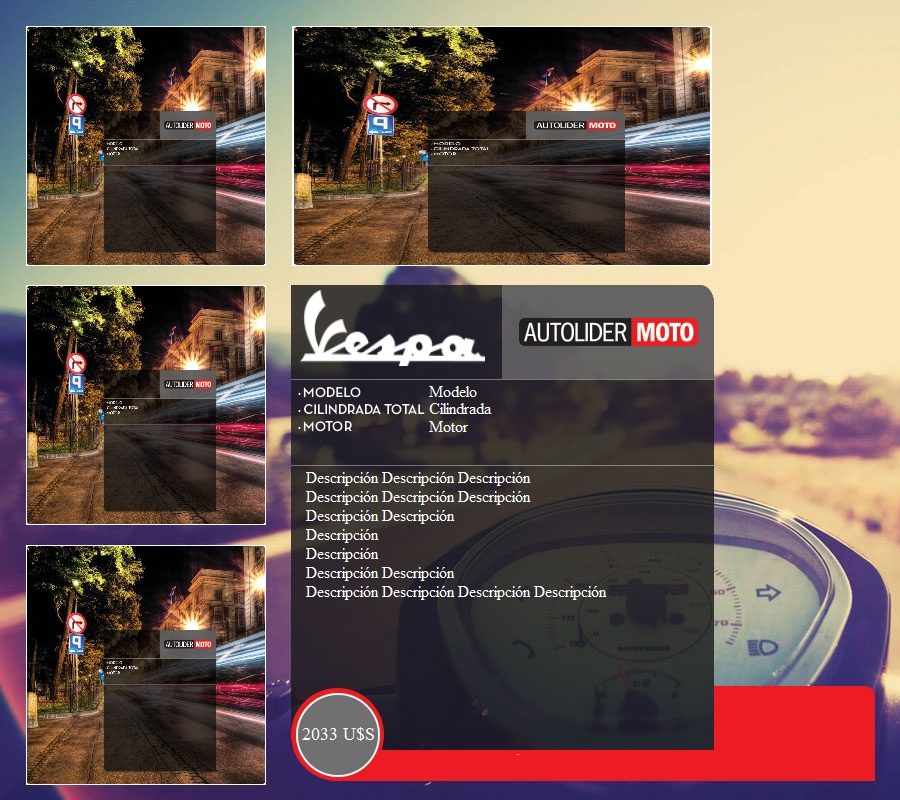 AUTOLIDER MOTO
· MODELO
· CILINDRADA TOTAL
· MOTOR
AUTOLIDER MOTO
· MODELO
· CILINDRADA TOTAL
· MOTOR
AUTOLIDER MOTO
· MODELO
· CILINDRADA TOTAL
· MOTOR
Vespa
AUTOLIDER MOTO
· MODELO Modelo
· CILINDRADA TOTAL Cilindrada
· MOTOR Motor
Descripción Descripción Descripción
Descripción Descripción Descripción
Descripción Descripción
Descripción
Descripción
Descripción Descripción
Descripción Descripción Descripción Descripción
MPH/KMH
2033 U$S
AUTOLIDER MOTO
· MODELO
· CILINDRADA TOTAL
· MOTOR